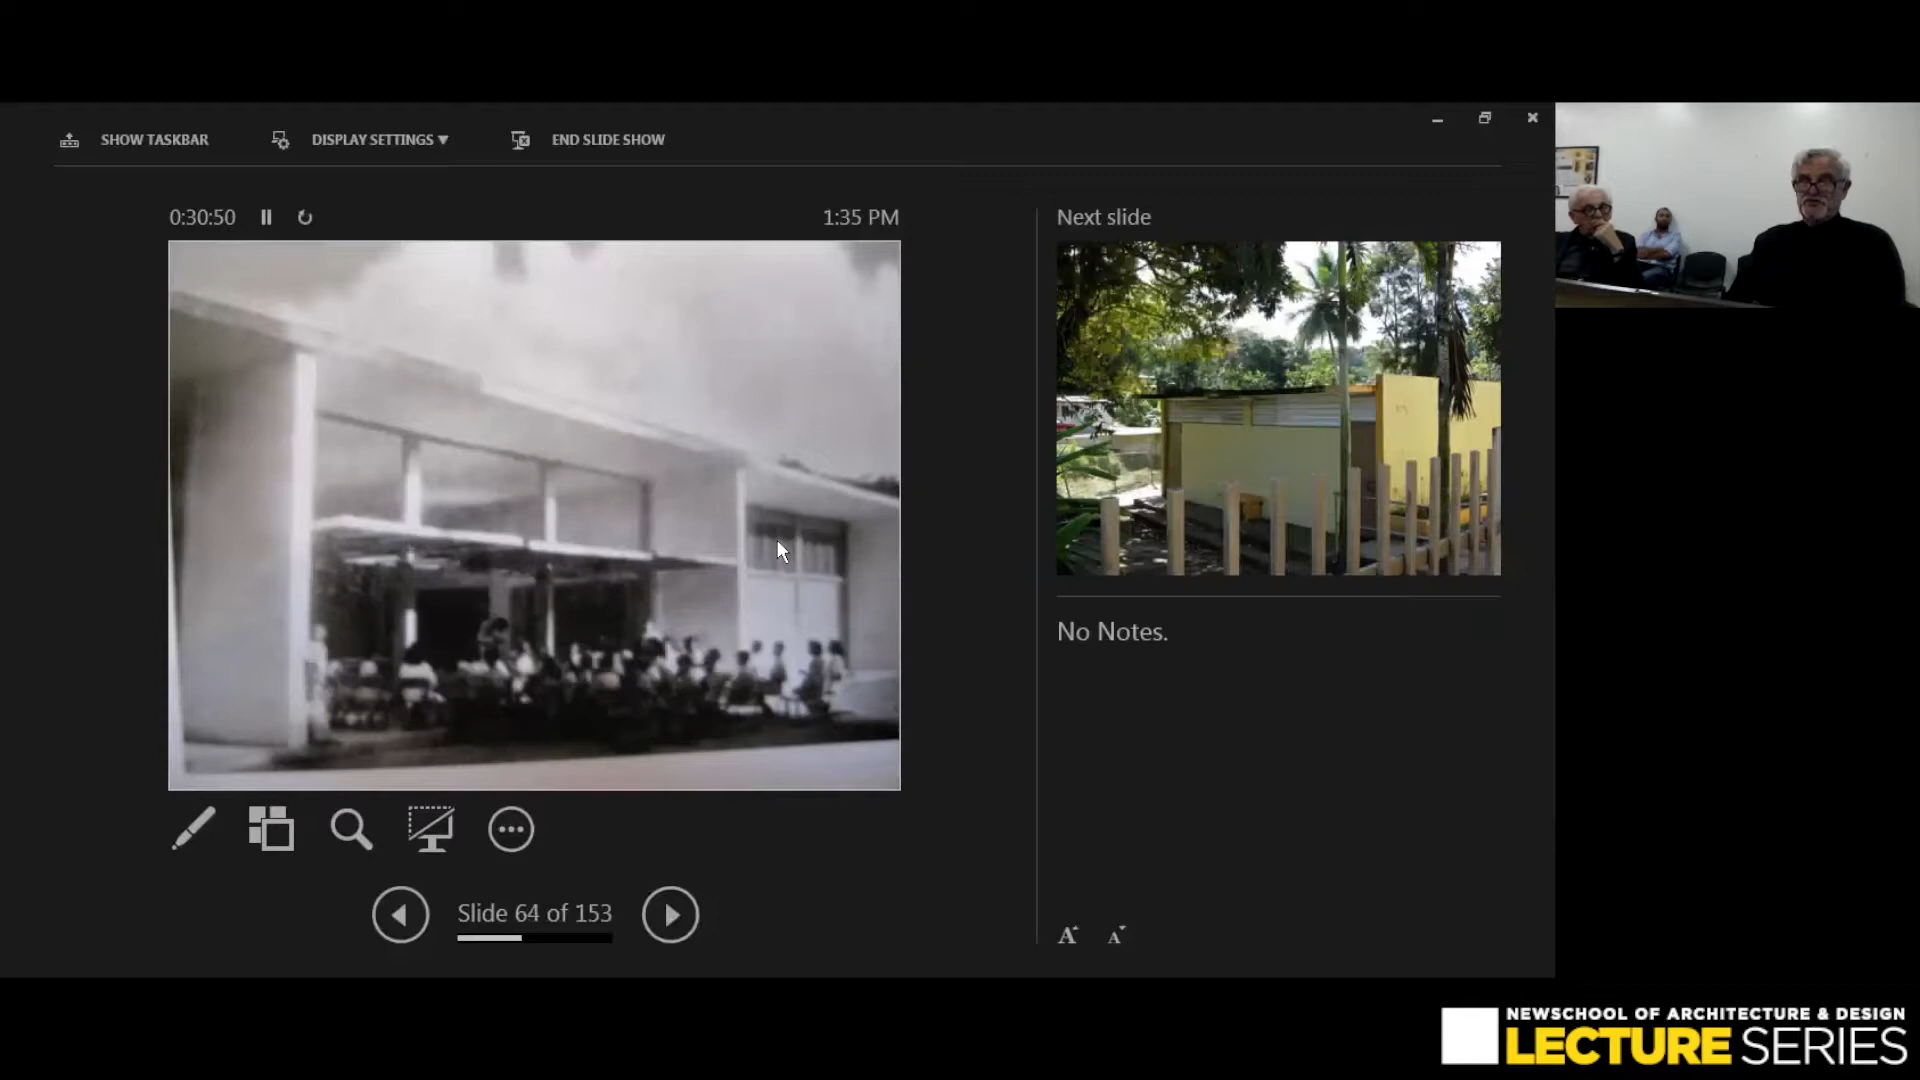 SHOW TASKBAR
DISPLAY SETTINGS
END SLIDE SHOW
0:30:50
1:35 PM
Next slide
No Notes.
Slide 64 of 153
A A
NEWSCHOOL OF ARCHITECTURE & DESIGN
LECTURE SERIES